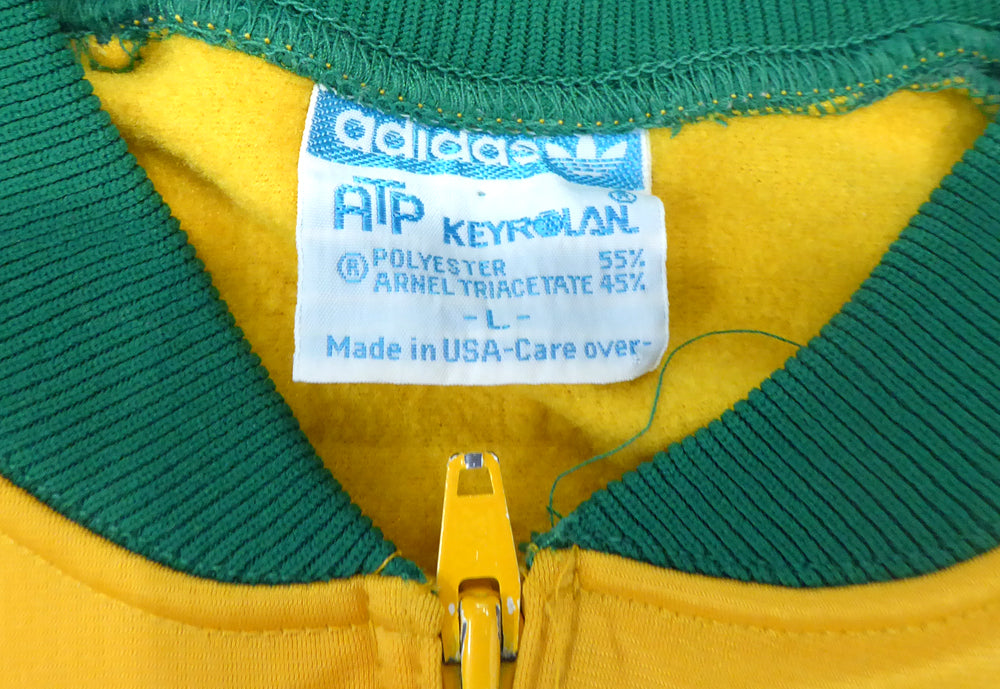 adidas
ATP KEYROLAN®
® POLYESTER 55%
ARNEL TRIACETATE 45%
- L -
Made in USA-Care over-